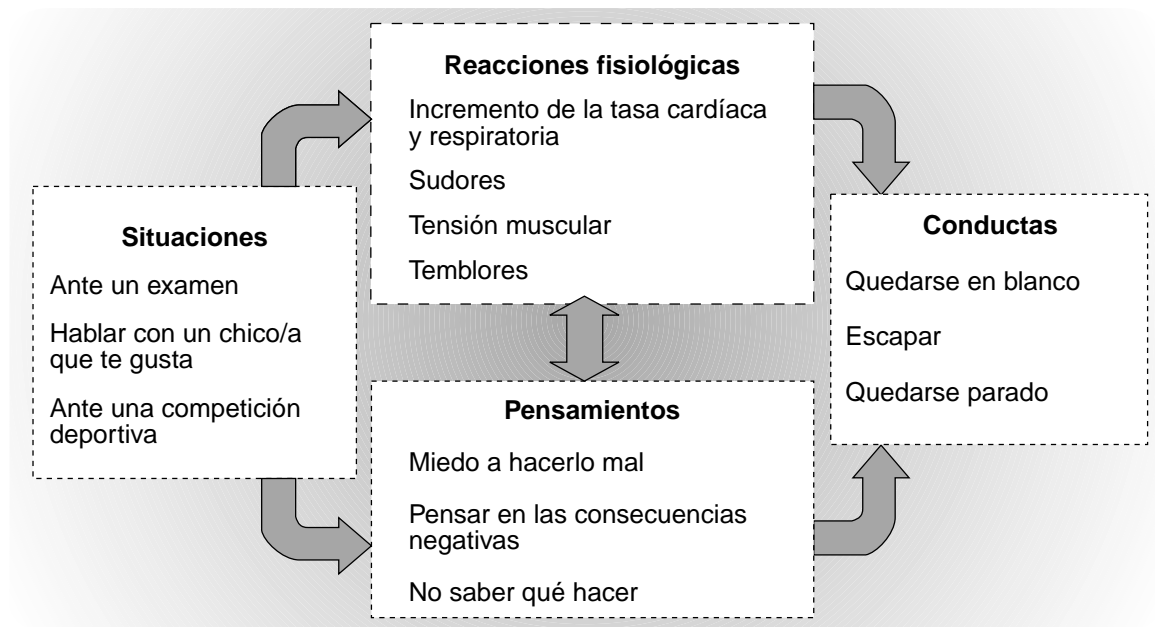 Reacciones fisiológicas
Incremento de la tasa cardíaca
y respiratoria
Sudores
Tensión muscular
Temblores
Situaciones
Ante un examen
Hablar con un chico/a
que te gusta
Ante una competición
deportiva
Pensamientos
Miedo a hacerlo mal
Pensar en las consecuencias
negativas
No saber qué hacer
Conductas
Quedarse en blanco
Escapar
Quedarse parado